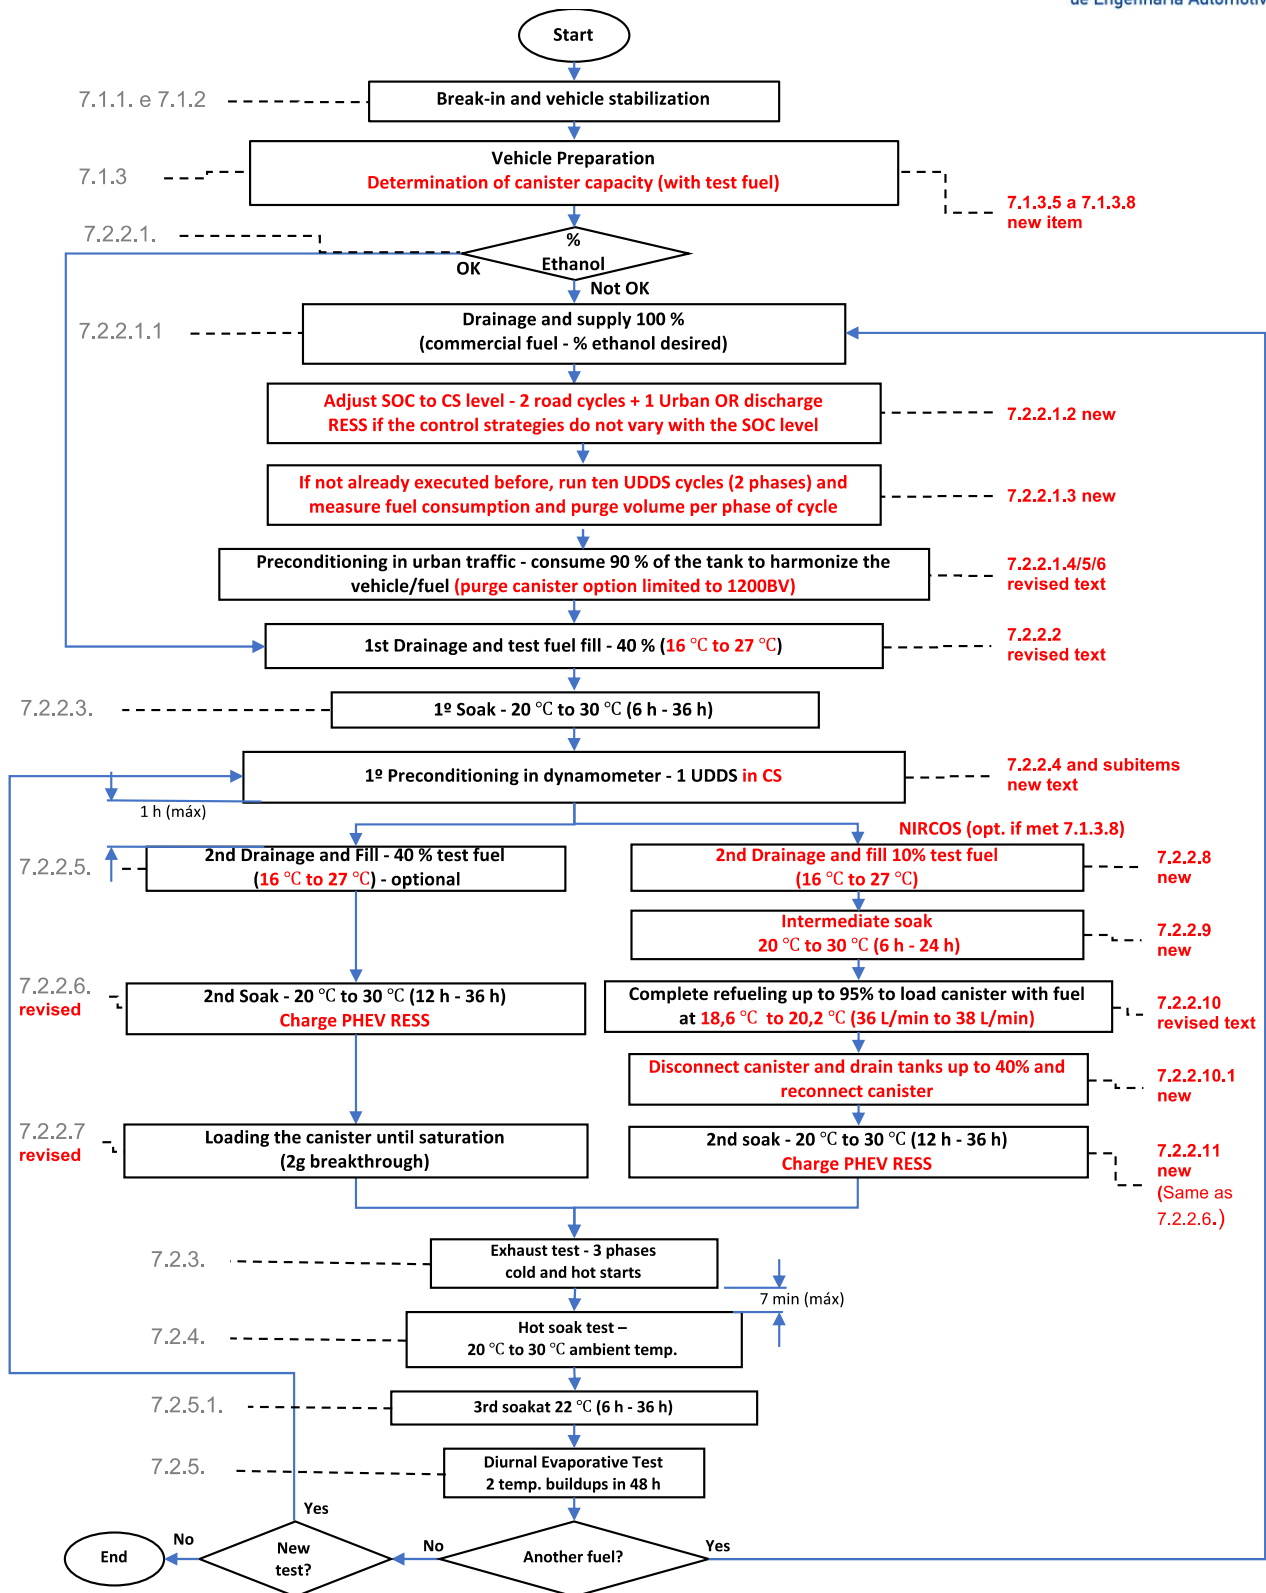 de Engenharia Automotiv
Start
7.1.1. e 7.1.2
Break-in and vehicle stabilization
7.1.3
Vehicle Preparation
Determination of canister capacity (with test fuel)
7.1.3.5 a 7.1.3.8
new item
7.2.2.1.
%
Ethanol
OK
Not OK
7.2.2.1.1
Drainage and supply 100 %
(commercial fuel - % ethanol desired)
Adjust SOC to CS level - 2 road cycles + 1 Urban OR discharge
RESS if the control strategies do not vary with the SOC level
7.2.2.1.2 new
If not already executed before, run ten UDDS cycles (2 phases) and
measure fuel consumption and purge volume per phase of cycle
7.2.2.1.3 new
Preconditioning in urban traffic - consume 90 % of the tank to harmonize the
vehicle/fuel (purge canister option limited to 1200BV)
7.2.2.1.4/5/6
revised text
1st Drainage and test fuel fill - 40 % (16 °C to 27 °C)
7.2.2.2
revised text
7.2.2.3.
1º Soak - 20 °C to 30 °C (6 h - 36 h)
1º Preconditioning in dynamometer - 1 UDDS in CS
7.2.2.4 and subitems
new text
1 h (máx)
NIRCOS (opt. if met 7.1.3.8)
7.2.2.5.
2nd Drainage and Fill - 40 % test fuel
(16 °C to 27 °C) - optional
2nd Drainage and fill 10% test fuel
(16 °C to 27 °C)
7.2.2.8
new
Intermediate soak
20 °C to 30 °C (6 h - 24 h)
7.2.2.9
new
7.2.2.6.
revised
2nd Soak - 20 °C to 30 °C (12 h - 36 h)
Charge PHEV RESS
Complete refueling up to 95% to load canister with fuel
at 18,6 °C to 20,2 °C (36 L/min to 38 L/min)
7.2.2.10
revised text
Disconnect canister and drain tanks up to 40% and
reconnect canister
7.2.2.10.1
new
7.2.2.7
revised
Loading the canister until saturation
(2g breakthrough)
2nd soak - 20 °C to 30 °C (12 h - 36 h)
Charge PHEV RESS
7.2.2.11
new
(Same as
7.2.2.6.)
7.2.3.
Exhaust test - 3 phases
cold and hot starts
7 min (máx)
7.2.4.
Hot soak test –
20 °C to 30 °C ambient temp.
7.2.5.1.
3rd soakat 22 °C (6 h - 36 h)
7.2.5.
Diurnal Evaporative Test
2 temp. buildups in 48 h
Yes
No
No
Yes
End
New
test?
Another fuel?